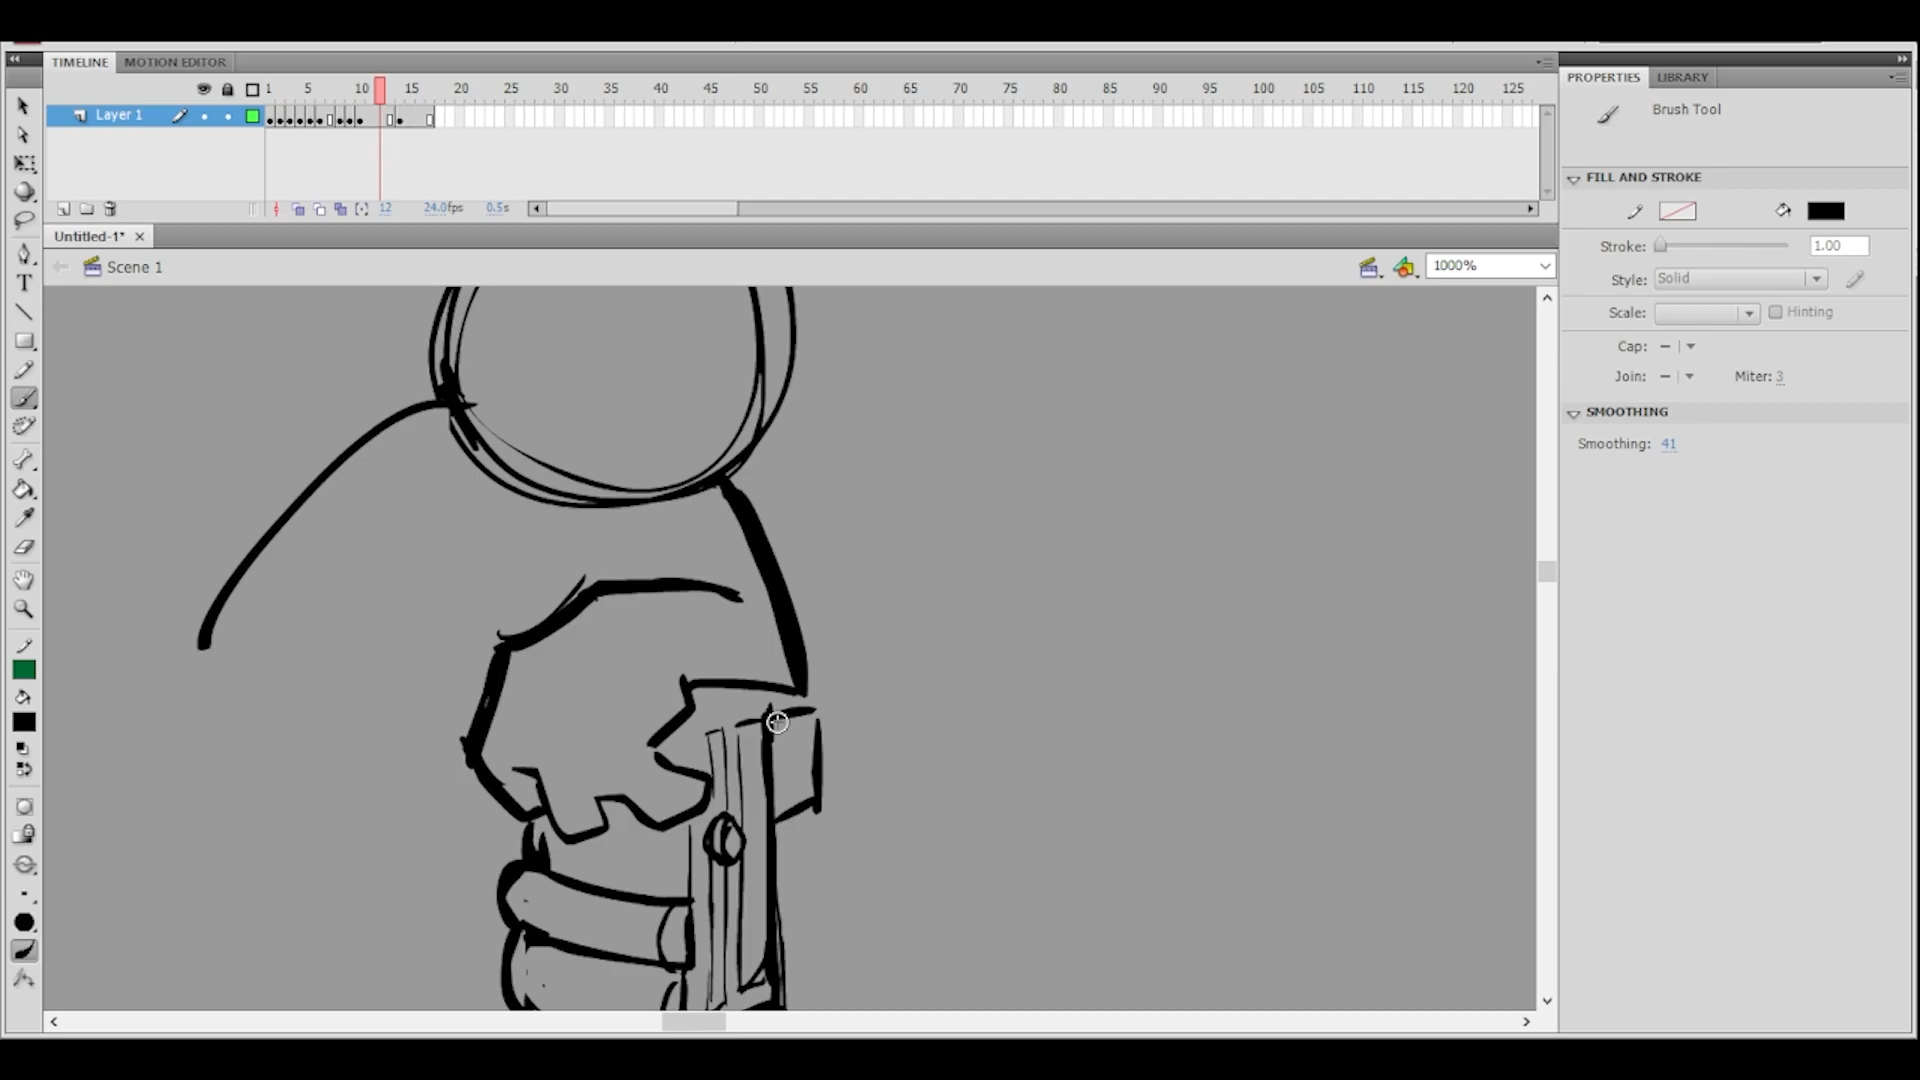 TIMELINE MOTION EDITOR
1 5 10 15 20 25 30 35 40 45 50 55 60 65 70 75 80 85 90 95 100 105 110 115 120 125
Layer 1
12 24.0fps 0.5s
Untitled-1*
Scene 1
1000%
PROPERTIES LIBRARY
Brush Tool
FILL AND STROKE
Stroke: 1.00
Style: Solid
Scale: Hinting
Cap:
Join: Miter: 3
SMOOTHING
Smoothing: 41